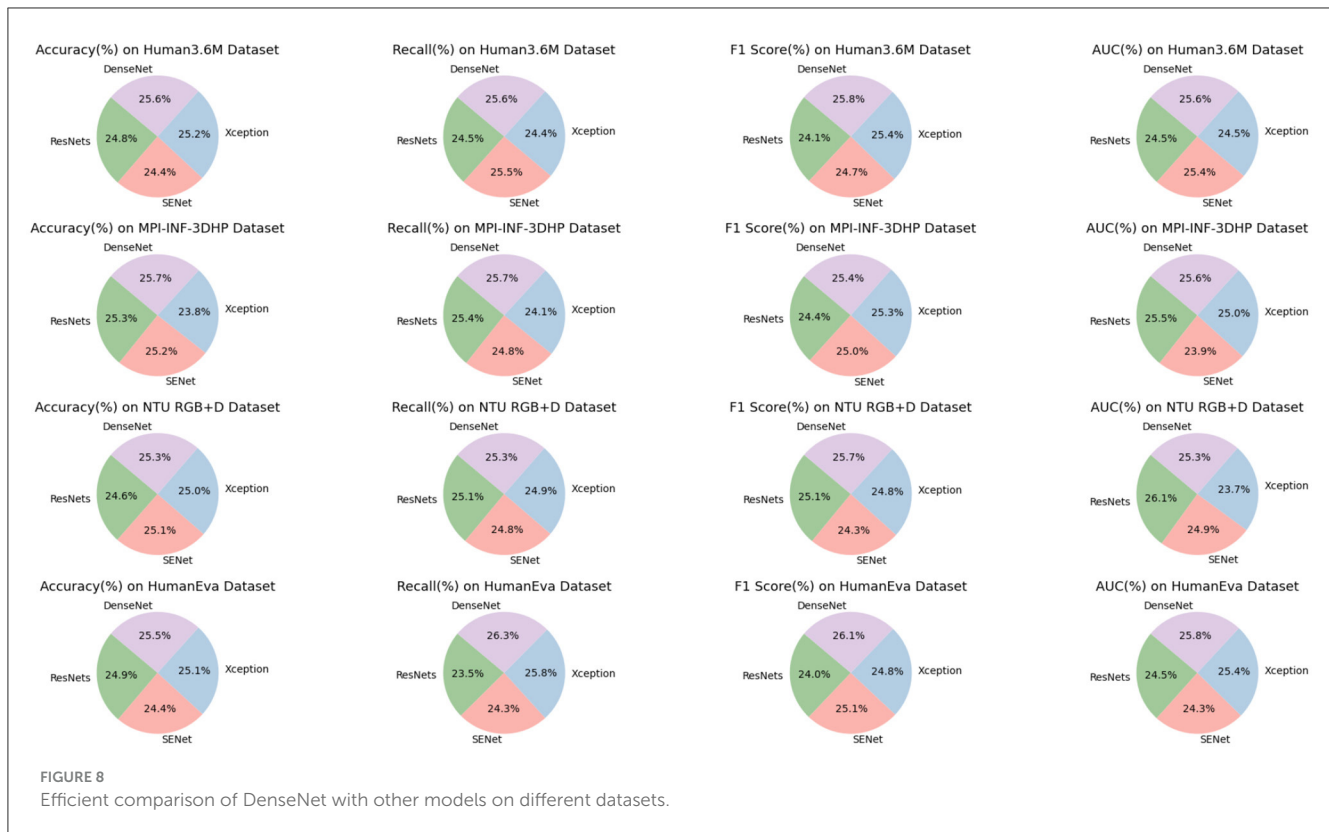 Accuracy(%) on Human3.6M Dataset
DenseNet
25.6%
ResNets 24.8% 25.2% Xception
24.4%
SENet
Recall(%) on Human3.6M Dataset
DenseNet
25.6%
ResNets 24.5% 24.4% Xception
25.5%
SENet
F1 Score(%) on Human3.6M Dataset
DenseNet
25.8%
ResNets 24.1% 25.4% Xception
24.7%
SENet
AUC(%) on Human3.6M Dataset
DenseNet
25.6%
ResNets 24.5% 24.5% Xception
25.4%
SENet
Accuracy(%) on MPI-INF-3DHP Dataset
DenseNet
25.7%
ResNets 25.3% 23.8% Xception
25.2%
SENet
Recall(%) on MPI-INF-3DHP Dataset
DenseNet
25.7%
ResNets 25.4% 24.1% Xception
24.8%
SENet
F1 Score(%) on MPI-INF-3DHP Dataset
DenseNet
25.4%
ResNets 24.4% 25.3% Xception
25.0%
SENet
AUC(%) on MPI-INF-3DHP Dataset
DenseNet
25.6%
ResNets 25.5% 25.0% Xception
23.9%
SENet
Accuracy(%) on NTU RGB+D Dataset
DenseNet
25.3%
ResNets 24.6% 25.0% Xception
25.1%
SENet
Recall(%) on NTU RGB+D Dataset
DenseNet
25.3%
ResNets 25.1% 24.9% Xception
24.8%
SENet
F1 Score(%) on NTU RGB+D Dataset
DenseNet
25.7%
ResNets 25.1% 24.8% Xception
24.3%
SENet
AUC(%) on NTU RGB+D Dataset
DenseNet
25.3%
ResNets 26.1% 23.7% Xception
24.9%
SENet
Accuracy(%) on HumanEva Dataset
DenseNet
25.5%
ResNets 24.9% 25.1% Xception
24.4%
SENet
Recall(%) on HumanEva Dataset
DenseNet
26.3%
ResNets 23.5% 25.8% Xception
24.3%
SENet
F1 Score(%) on HumanEva Dataset
DenseNet
26.1%
ResNets 24.0% 24.8% Xception
25.1%
SENet
AUC(%) on HumanEva Dataset
DenseNet
25.8%
ResNets 24.5% 25.4% Xception
24.3%
SENet
FIGURE 8
Efficient comparison of DenseNet with other models on different datasets.